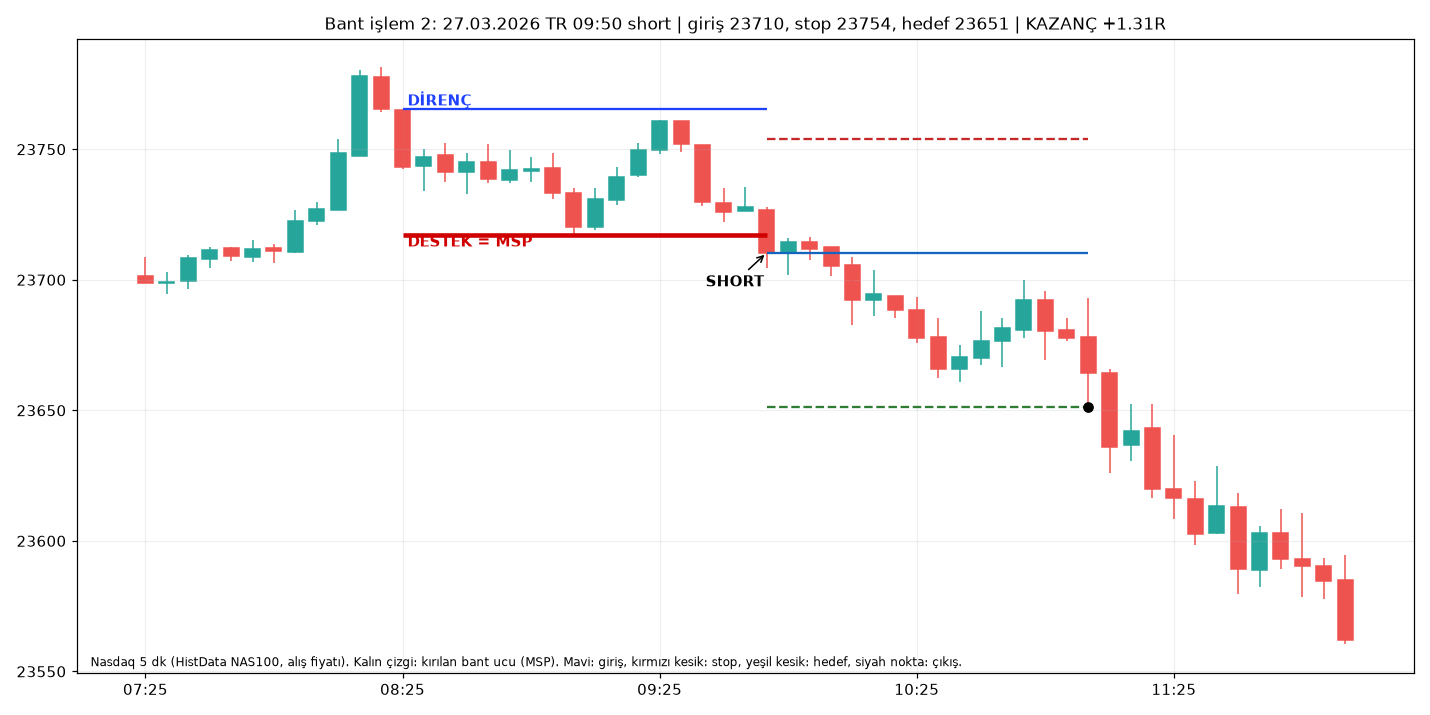 Bant işlem 2: 27.03.2026 TR 09:50 short | giriş 23710, stop 23754, hedef 23651 | KAZANÇ +1.31R
DİRENÇ
23750
DESTEK = MSP
SHORT
23700
23650
23600
23550
Nasdaq 5 dk (HistData NAS100, alış fiyatı). Kalın çizgi: kırılan bant ucu (MSP). Mavi: giriş, kırmızı kesik: stop, yeşil kesik: hedef, siyah nokta: çıkış.
07:25 08:25 09:25 10:25 11:25